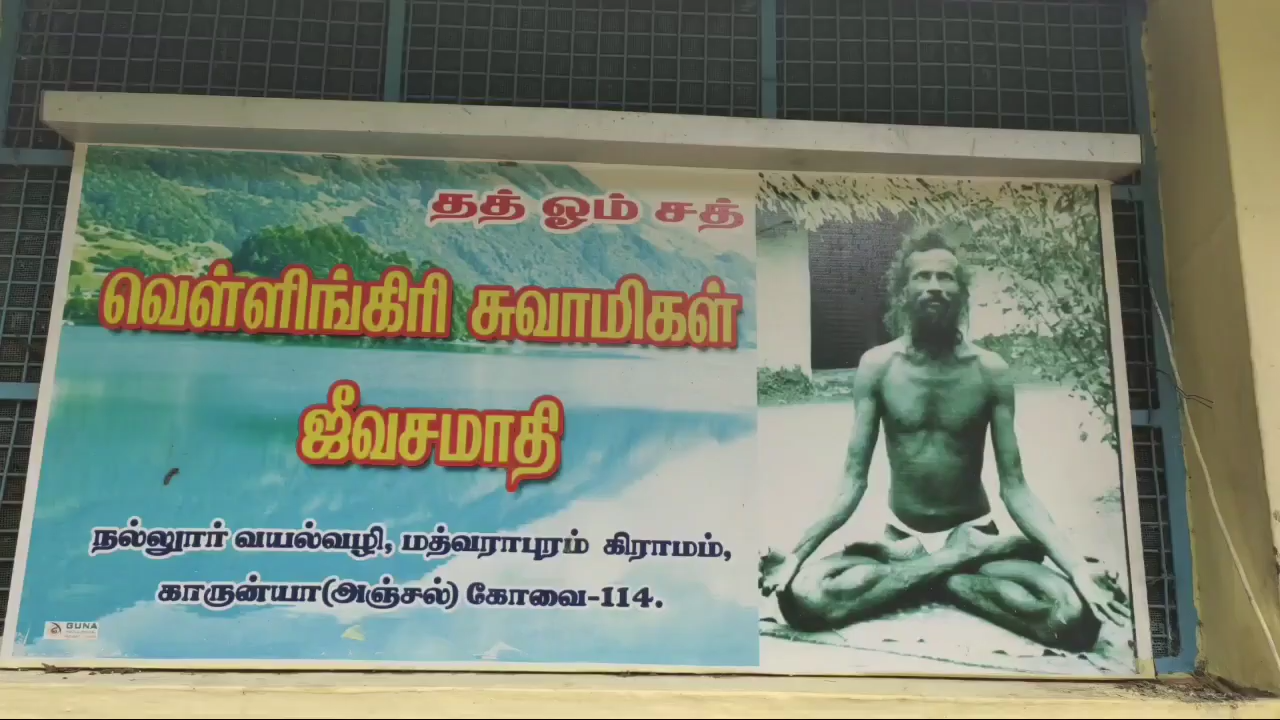 தத் ஓம் சத்
வெள்ளிங்கிரி சுவாமிகள்
ஜீவசமாதி
நல்லூர் வயல்வழி, மத்வராபுரம் கிராமம்,
காருன்யா(அஞ்சல்) கோவை-114.
GUNA